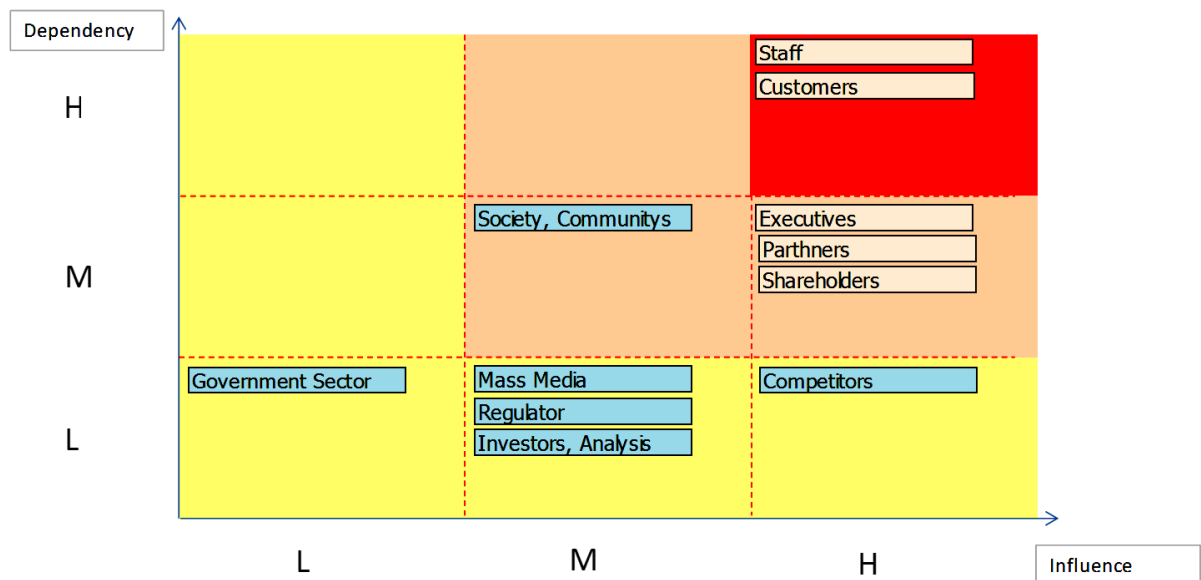 Dependency
H
Staff
Customers
M
Society, Communitys
Executives
Parthners
Shareholders
L
Government Sector
Mass Media
Competitors
Regulator
Investors, Analysis
L
M
H
Influence